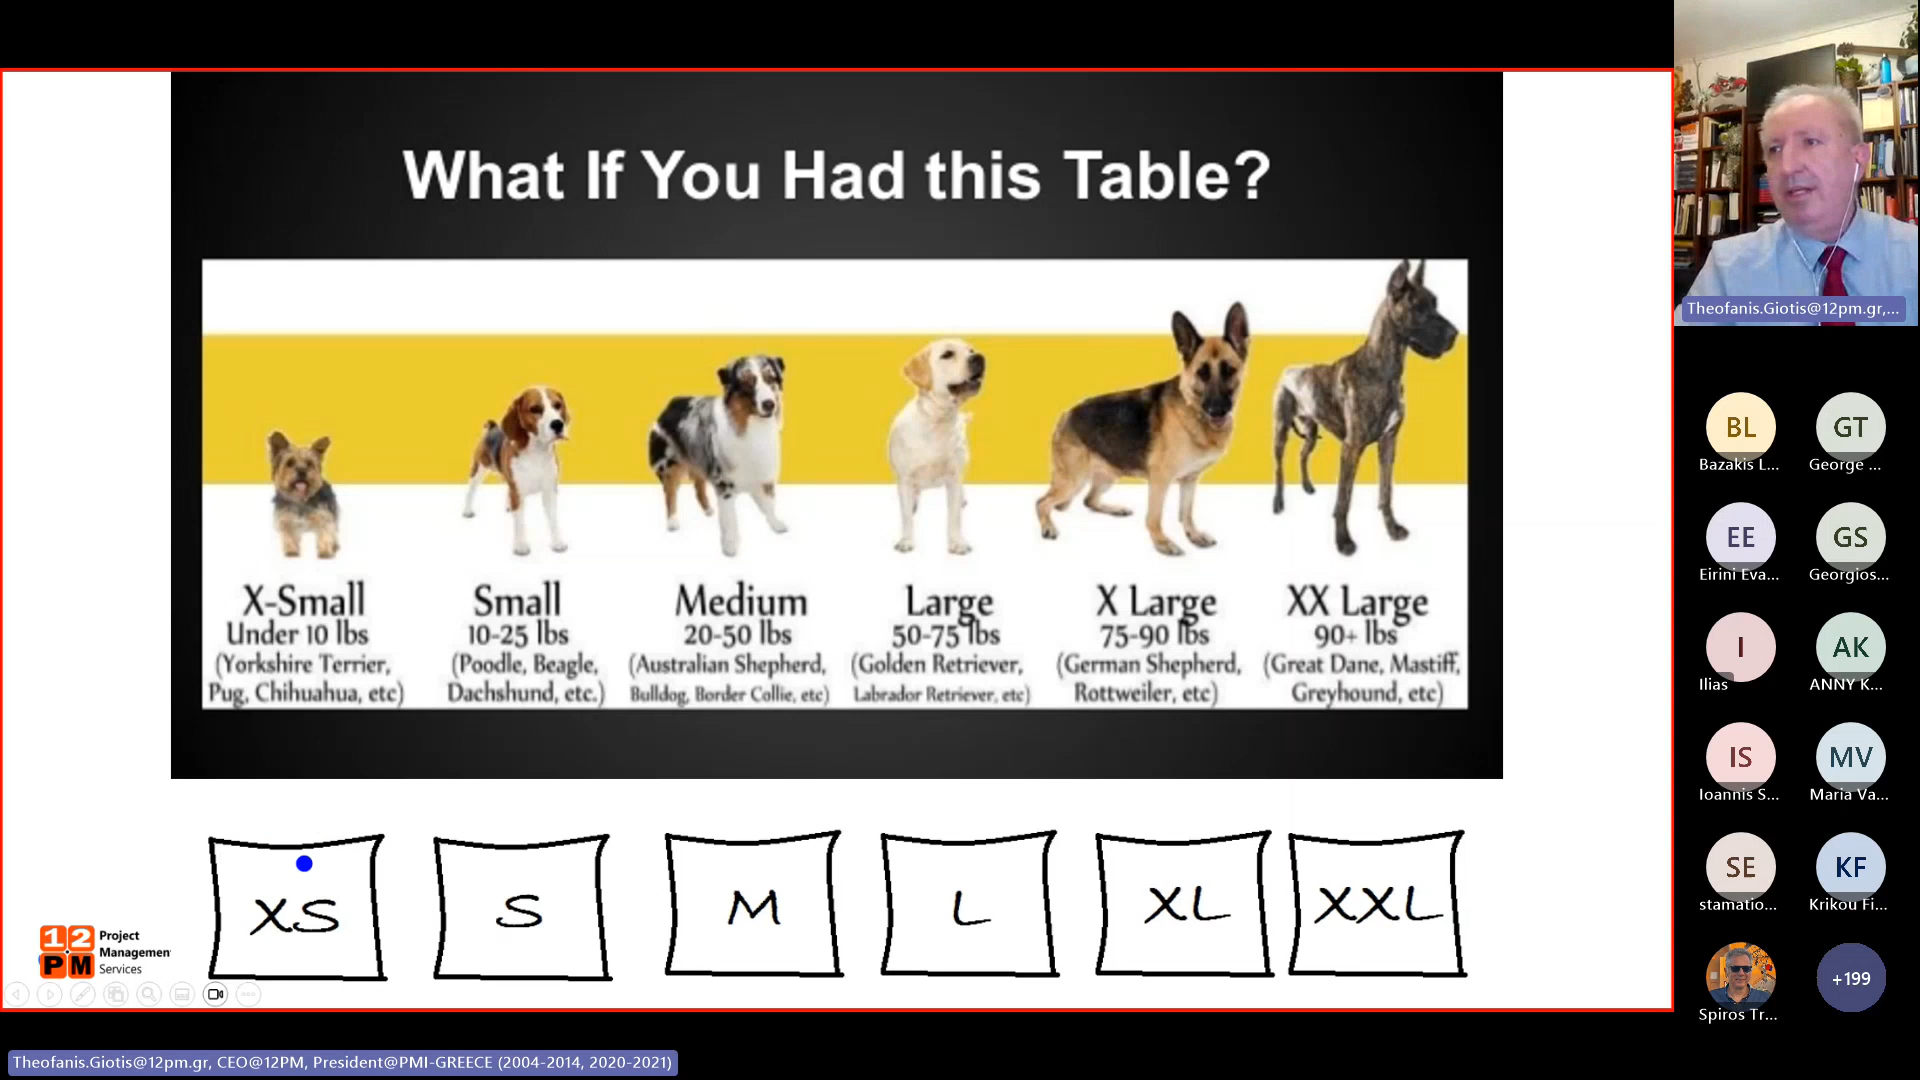 What If You Had this Table?
X-Small
Under 10 lbs
(Yorkshire Terrier,
Pug, Chihuahua, etc)
Small
10-25 lbs
(Poodle, Beagle,
Dachshund, etc.)
Medium
20-50 lbs
(Australian Shepherd,
Bulldog, Border Collie, etc)
Large
50-75 lbs
(Golden Retriever,
Labrador Retriever, etc)
X Large
75-90 lbs
(German Shepherd,
Rottweiler, etc)
XX Large
90+ lbs
(Great Dane, Mastiff,
Greyhound, etc)
XS
S
M
L
XL
XXL
12
PM
Project
Management
Services
Theofanis.Giotis@12pm.gr, CEO@12PM, President@PMI-GREECE (2004-2014, 2020-2021)
Theofanis.Giotis@12pm.gr,...
BL
Bazakis L...
GT
George ...
EE
Eirini Eva...
GS
Georgios...
I
Ilias
AK
ANNY K...
IS
Ioannis S...
MV
Maria Va...
SE
stamatio...
KF
Krikou Fi...
Spiros Tr...
+199